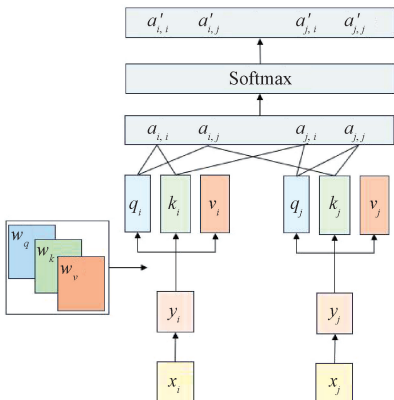 a'i, i a'i, j a'j, i a'j, j
Softmax
ai, i ai, j aj, i aj, j
qi ki vi qj kj vj
wq
wk
wv
yi yj
xi xj